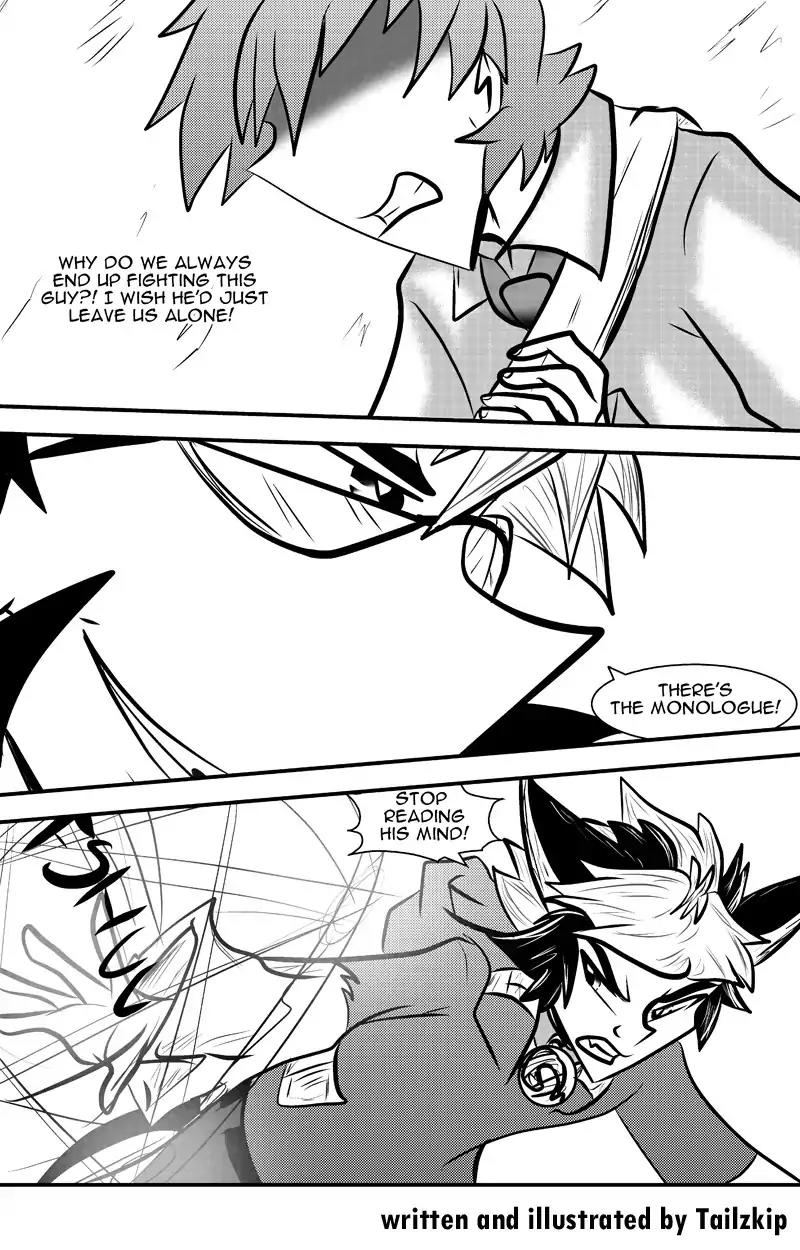 WHY DO WE ALWAYS
END UP FIGHTING THIS
GUY?! I WISH HE'D JUST
LEAVE US ALONE!
THERE'S
THE MONOLOGUE!
STOP
READING
HIS MIND!
written and illustrated by Tailzkip